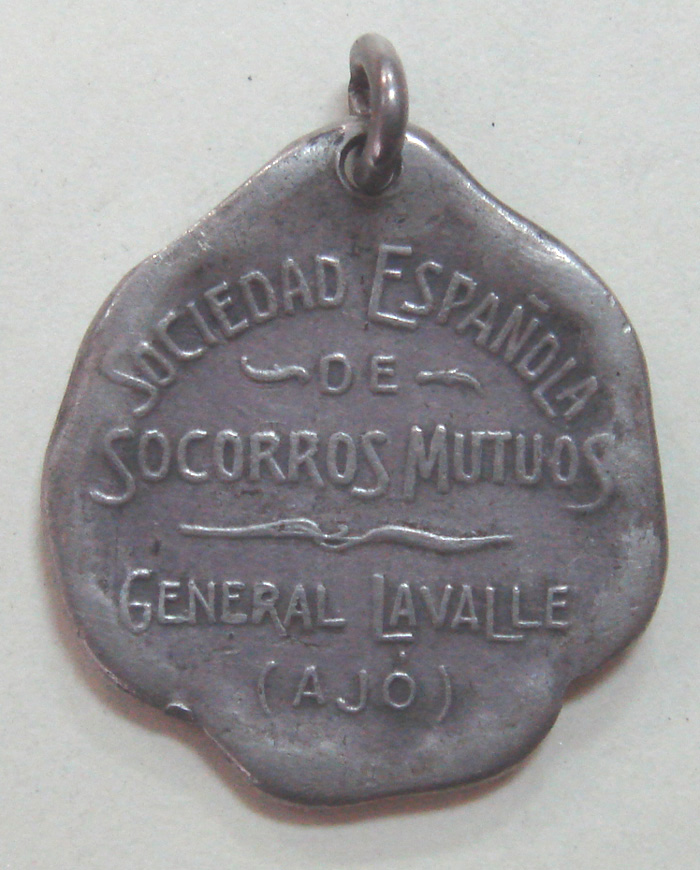 SOCIEDAD ESPAÑOLA
DE
SOCORROS MUTUOS
GENERAL LAVALLE
(AJÓ)